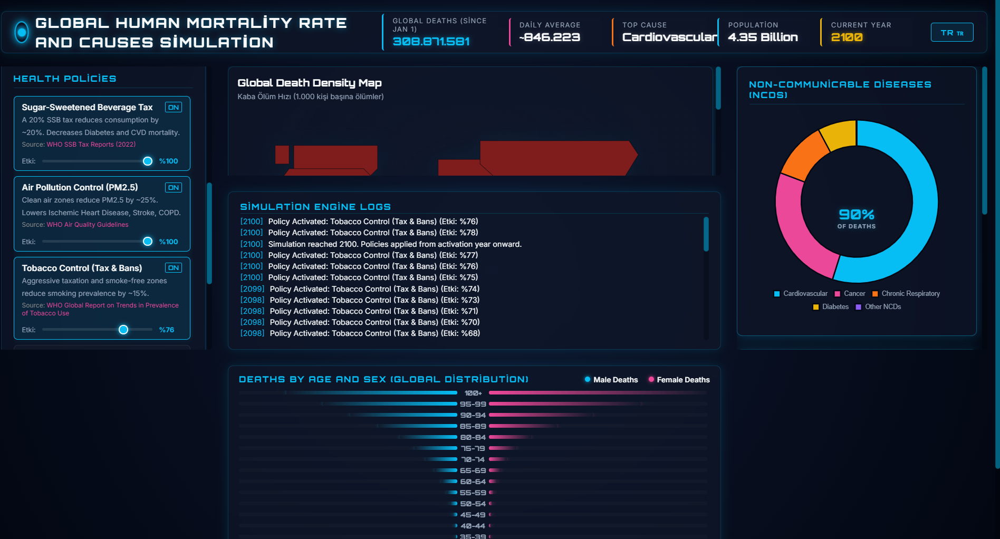 GLOBAL HUMAN MORTALİTY RATE
AND CAUSES SİMULATİON
GLOBAL DEATHS (SİNCE
JAN 1)
308.871.581
DAİLY AVERAGE
~846.223
TOP CAUSE
Cardiovascular
POPULATİON
4.35 Billion
CURRENT YEAR
2100
TR TR
HEALTH POLİCİES
Sugar-Sweetened Beverage Tax ON
A 20% SSB tax reduces consumption by
~20%. Decreases Diabetes and CVD mortality.
Source: WHO SSB Tax Reports (2022)
Etki: %100
Air Pollution Control (PM2.5) ON
Clean air zones reduce PM2.5 by ~25%.
Lowers Ischemic Heart Disease, Stroke, COPD.
Source: WHO Air Quality Guidelines
Etki: %100
Tobacco Control (Tax & Bans) ON
Aggressive taxation and smoke-free zones
reduce smoking prevalence by ~15%.
Source: WHO Global Report on Trends in Prevalence
of Tobacco Use
Etki: %76
Global Death Density Map
Kaba Ölüm Hızı (1.000 kişi başına ölümler)
SİMULATİON ENGİNE LOGS
[2100] Policy Activated: Tobacco Control (Tax & Bans) (Etki: %76)
[2100] Policy Activated: Tobacco Control (Tax & Bans) (Etki: %78)
[2100] Simulation reached 2100. Policies applied from activation year onward.
[2100] Policy Activated: Tobacco Control (Tax & Bans) (Etki: %77)
[2100] Policy Activated: Tobacco Control (Tax & Bans) (Etki: %76)
[2100] Policy Activated: Tobacco Control (Tax & Bans) (Etki: %75)
[2099] Policy Activated: Tobacco Control (Tax & Bans) (Etki: %74)
[2098] Policy Activated: Tobacco Control (Tax & Bans) (Etki: %73)
[2098] Policy Activated: Tobacco Control (Tax & Bans) (Etki: %71)
[2098] Policy Activated: Tobacco Control (Tax & Bans) (Etki: %70)
[2098] Policy Activated: Tobacco Control (Tax & Bans) (Etki: %68)
DEATHS BY AGE AND SEX (GLOBAL DİSTRİBUTİON)
Male Deaths Female Deaths
100+
95-99
90-94
85-89
80-84
75-79
70-74
65-69
60-64
55-59
50-54
45-49
40-44
35-39
NON-COMMUNİCABLE DİSEASES
(NCDS)
90%
OF DEATHS
Cardiovascular Cancer Chronic Respiratory
Diabetes Other NCDs